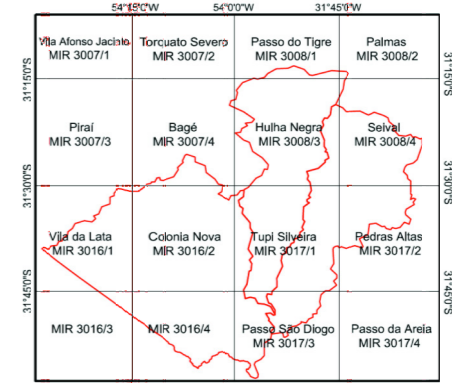 54°15'0"W 54°0'0"W 31°45'0"W
Vila Afonso Jacinto Torquato Severo Passo do Tigre Palmas
MIR 3007/1 MIR 3007/2 MIR 3008/1 MIR 3008/2
31°15'0"S 31°15'0"S
Piraí Bagé Hulha Negra Seival
MIR 3007/3 MIR 3007/4 MIR 3008/3 MIR 3008/4
31°30'0"S 31°30'0"S
Vila da Lata Colonia Nova Tupi Silveira Pedras Altas
MIR 3016/1 MIR 3016/2 MIR 3017/1 MIR 3017/2
31°45'0"S 31°45'0"S
MIR 3016/3 MIR 3016/4 Passo São Diogo Passo da Areia
MIR 3017/3 MIR 3017/4